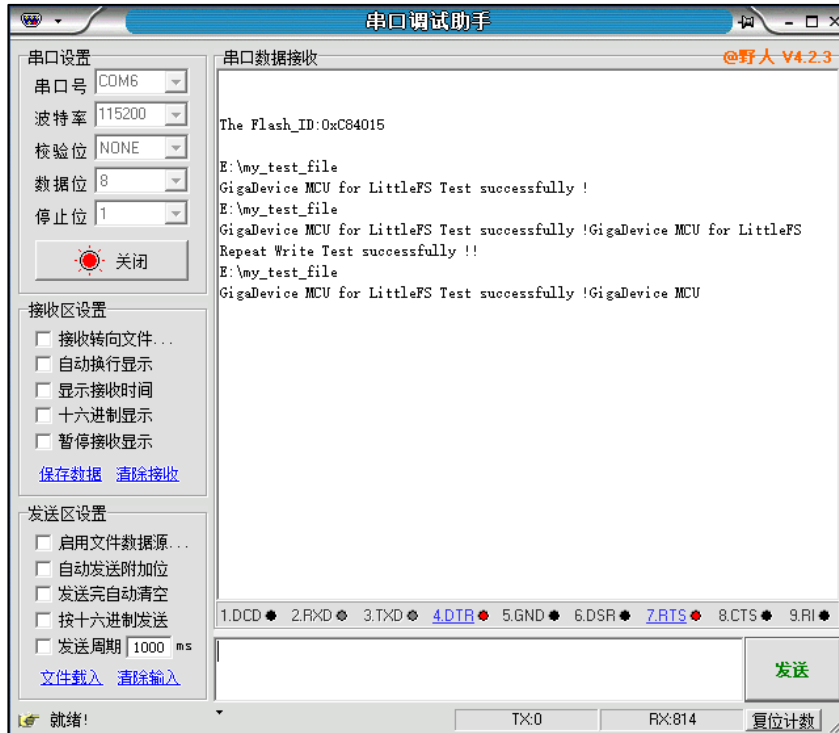 串口调试助手
串口设置
串口号 COM6
波特率 115200
校验位 NONE
数据位 8
停止位 1
关闭
接收区设置
接收转向文件...
自动换行显示
显示接收时间
十六进制显示
暂停接收显示
保存数据 清除接收
发送区设置
启用文件数据源...
自动发送附加位
发送完自动清空
按十六进制发送
发送周期 1000 ms
文件载入 清除输入
串口数据接收 @野人 V4.2.3
The Flash_ID:0xC84015
E:\my_test_file
GigaDevice MCU for LittleFS Test successfully !
E:\my_test_file
GigaDevice MCU for LittleFS Test successfully !GigaDevice MCU for LittleFS
Repeat Write Test successfully !!
E:\my_test_file
GigaDevice MCU for LittleFS Test successfully !GigaDevice MCU
1.DCD 2.RXD 3.TXD 4.DTR 5.GND 6.DSR 7.RTS 8.CTS 9.RI
发送
就绪! TX:0 RX:814 复位计数